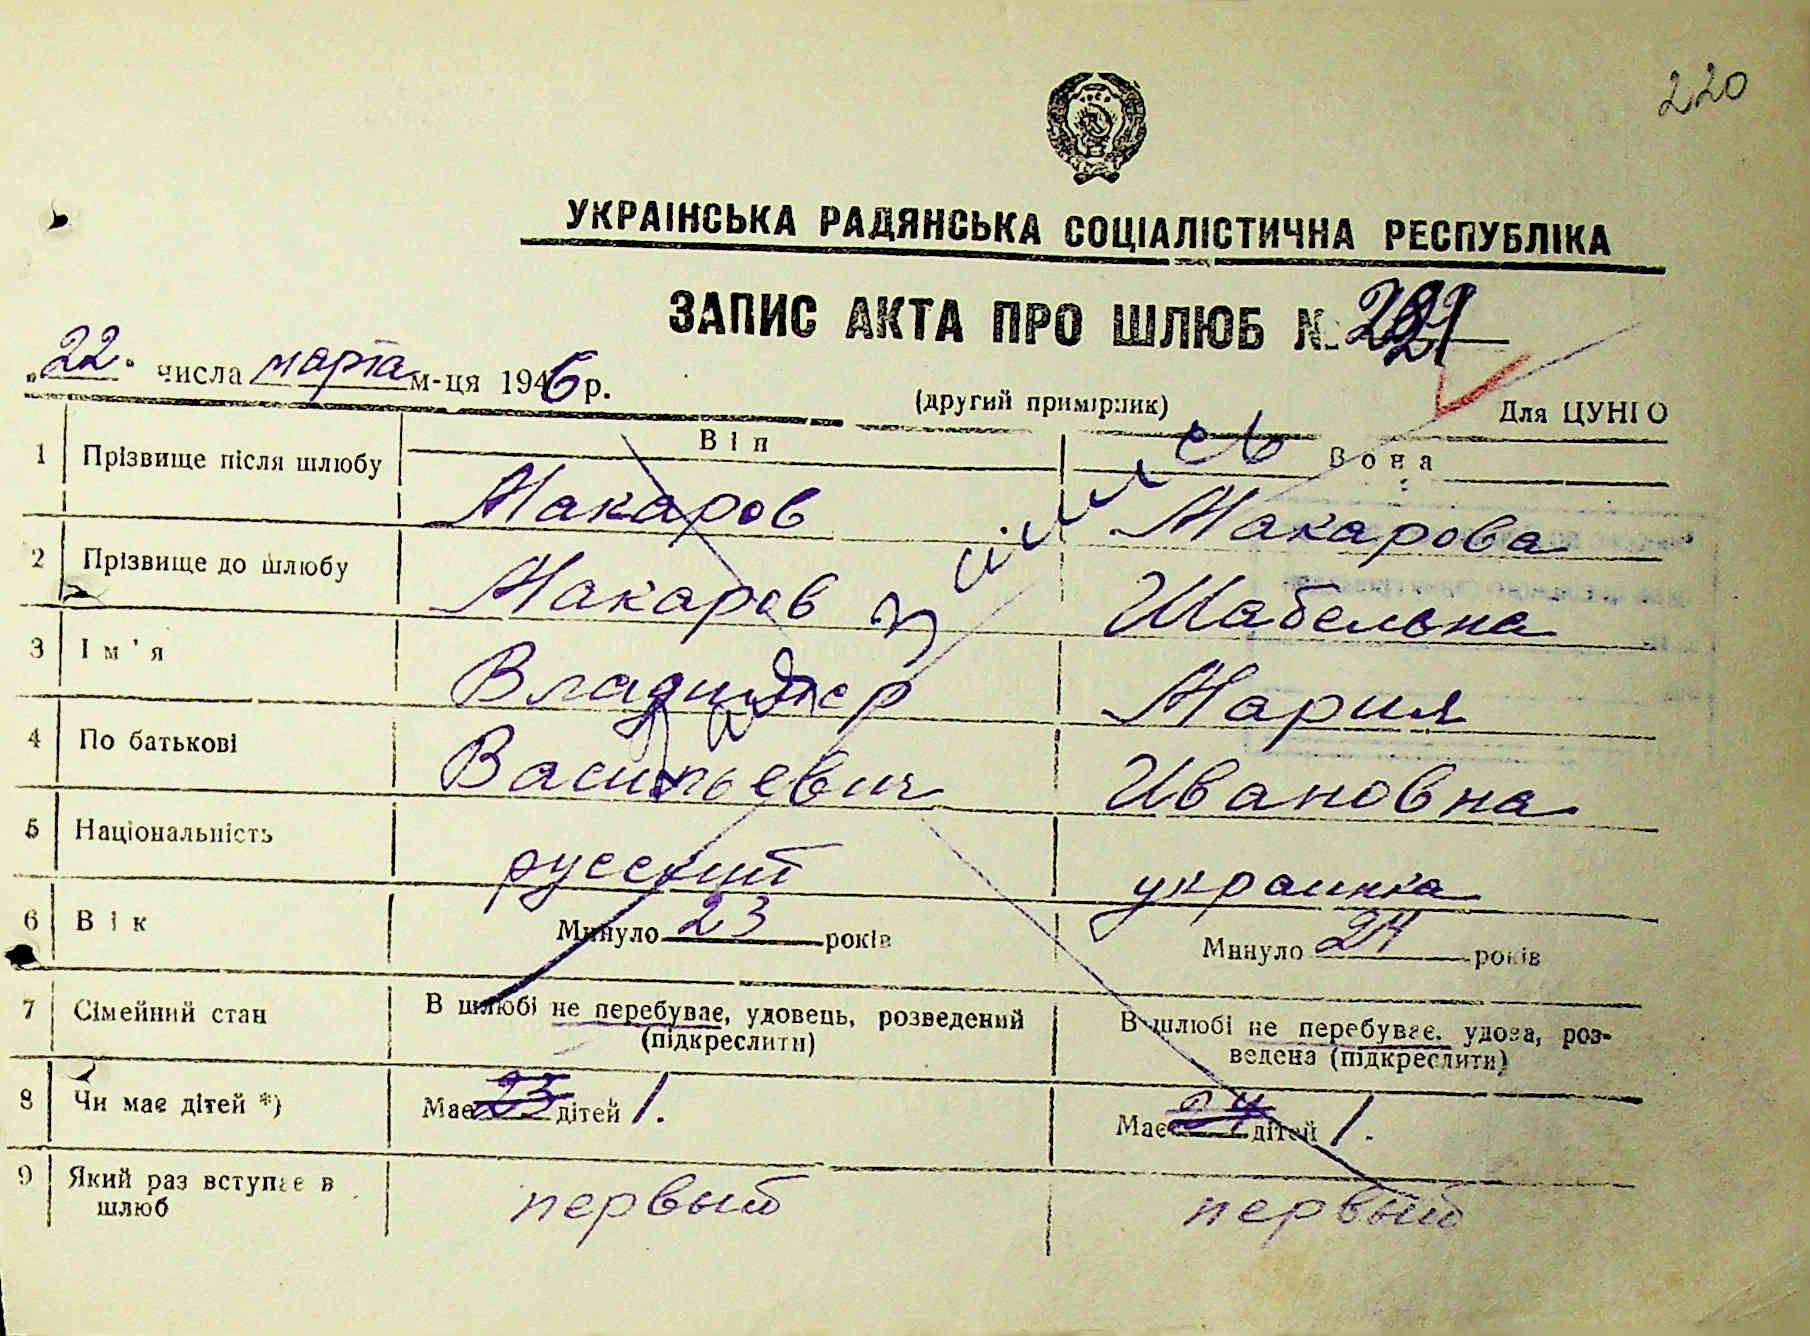 220
УКРАЇНСЬКА РАДЯНСЬКА СОЦІАЛІСТИЧНА РЕСПУБЛІКА
ЗАПИС АКТА ПРО ШЛЮБ №
„22" числа марта м-ця 1946 р.
(другий примірник) Для ЦУНГО
Він Вона
1 Прізвище після шлюбу Макаров Макарова
2 Прізвище до шлюбу Макаров Шабельна
3 Ім'я Владимер Мария
4 По батькові Васильевич Ивановна
5 Національність русский украинка
6 Вік Минуло 23 років Минуло 24 років
7 Сімейний стан В шлюбі не перебуває, удовець, розведений (підкреслити) В шлюбі не перебуває, удова, роз-
ведена (підкреслити)
8 Чи має дітей *) Має 23 дітей 1. Має 24 дітей 1.
9 Який раз вступає в
шлюб первый первый